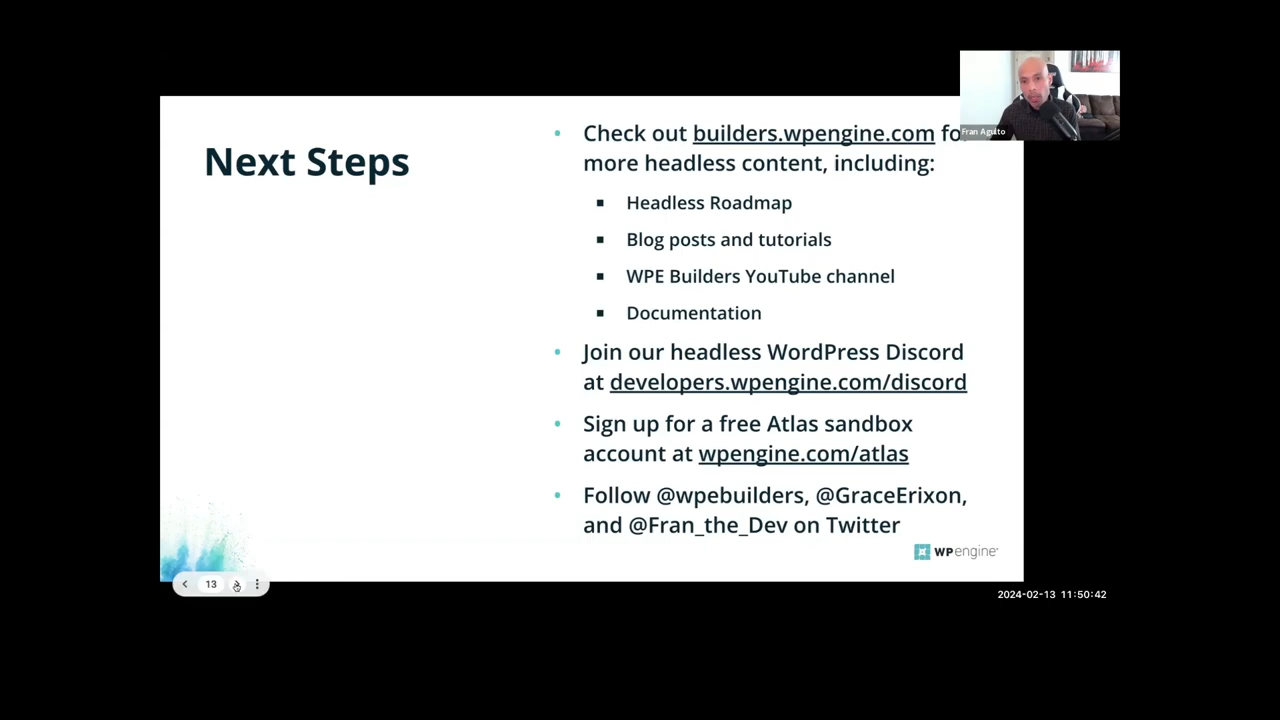 Next Steps
Check out builders.wpengine.com fo
more headless content, including:
Headless Roadmap
Blog posts and tutorials
WPE Builders YouTube channel
Documentation
Join our headless WordPress Discord
at developers.wpengine.com/discord
Sign up for a free Atlas sandbox
account at wpengine.com/atlas
Follow @wpebuilders, @GraceErixon,
and @Fran_the_Dev on Twitter
WPengine®
Fran Agulto
13
2024-02-13 11:50:42